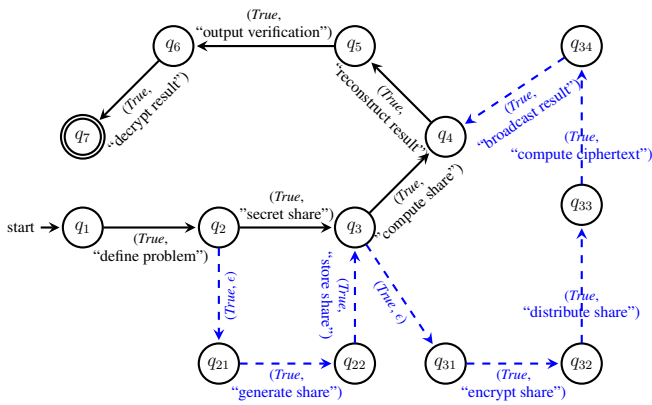 (True,
“output verification”)
q6
q5
q34
(True,
“decrypt result”)
(True,
“reconstruct result”)
(True,
“broadcast result”)
q7
q4
(True,
“compute ciphertext”)
(True,
“compute share”)
q33
start
q1
(True,
“define problem”)
q2
(True,
“secret share”)
q3
(True, ϵ)
(True,
“store share”)
(True, ϵ)
(True,
“distribute share”)
q21
(True,
“generate share”)
q22
q31
(True,
“encrypt share”)
q32